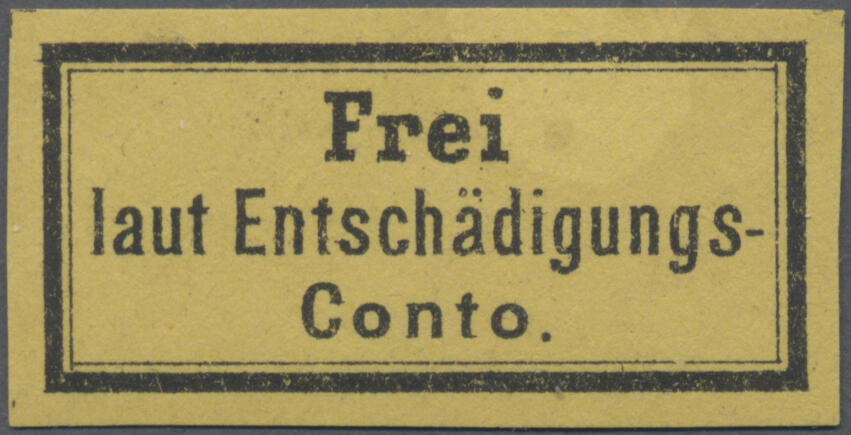 Frei
laut Entschädigungs-
Conto.